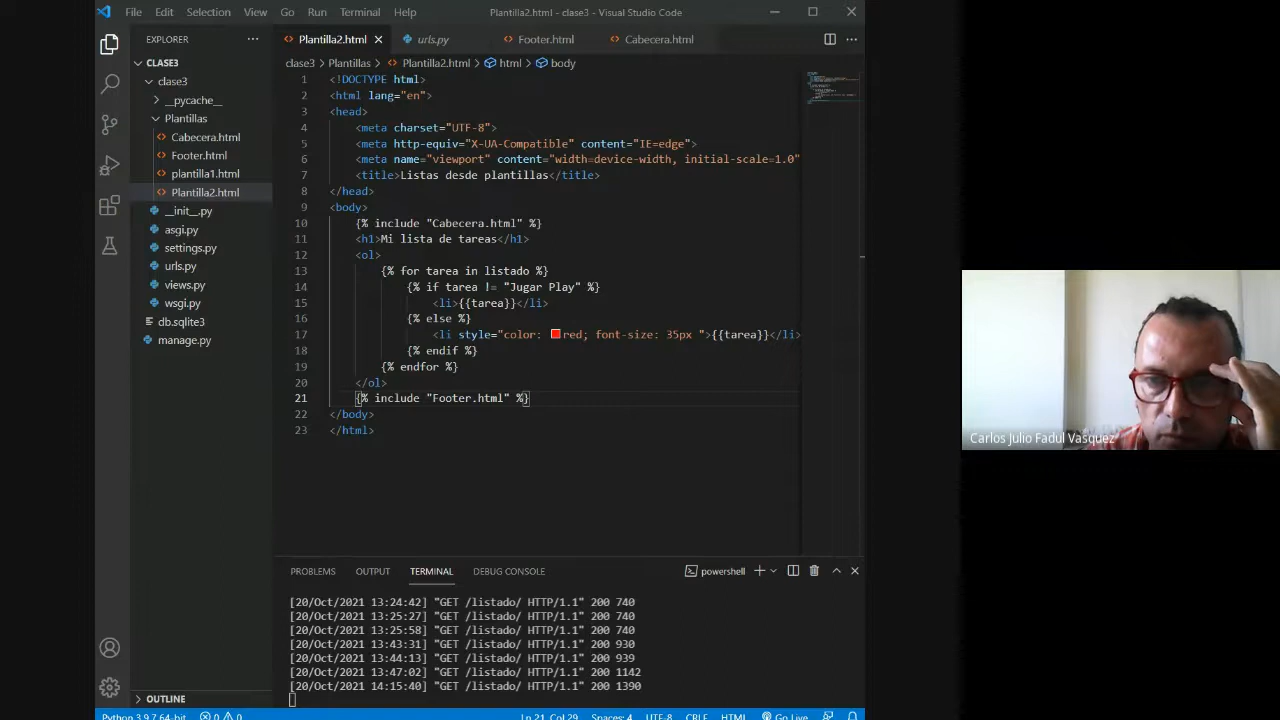 File Edit Selection View Go Run Terminal Help Plantilla2.html - clase3 - Visual Studio Code
EXPLORER
CLASE3
clase3
__pycache__
Plantillas
Cabecera.html
Footer.html
plantilla1.html
Plantilla2.html
__init__.py
asgi.py
settings.py
urls.py
views.py
wsgi.py
db.sqlite3
manage.py
OUTLINE
Plantilla2.html urls.py Footer.html Cabecera.html
clase3 > Plantillas > Plantilla2.html > html > body
1 <!DOCTYPE html>
2 <html lang="en">
3 <head>
4 <meta charset="UTF-8">
5 <meta http-equiv="X-UA-Compatible" content="IE=edge">
6 <meta name="viewport" content="width=device-width, initial-scale=1.0"
7 <title>Listas desde plantillas</title>
8 </head>
9 <body>
10 {% include "Cabecera.html" %}
11 <h1>Mi lista de tareas</h1>
12 <ol>
13 {% for tarea in listado %}
14 {% if tarea != "Jugar Play" %}
15 <li>{{tarea}}</li>
16 {% else %}
17 <li style="color: red; font-size: 35px ">{{tarea}}</li>
18 {% endif %}
19 {% endfor %}
20 </ol>
21 {% include "Footer.html" %}
22 </body>
23 </html>
PROBLEMS OUTPUT TERMINAL DEBUG CONSOLE powershell
[20/Oct/2021 13:24:42] "GET /listado/ HTTP/1.1" 200 740
[20/Oct/2021 13:25:27] "GET /listado/ HTTP/1.1" 200 740
[20/Oct/2021 13:25:58] "GET /listado/ HTTP/1.1" 200 740
[20/Oct/2021 13:43:31] "GET /listado/ HTTP/1.1" 200 930
[20/Oct/2021 13:44:13] "GET /listado/ HTTP/1.1" 200 939
[20/Oct/2021 13:47:02] "GET /listado/ HTTP/1.1" 200 1142
[20/Oct/2021 14:15:40] "GET /listado/ HTTP/1.1" 200 1390
Python 3.9.7 64-bit 0 0 Ln 21, Col 29 Spaces: 4 UTF-8 CRLF HTML Go Live
Carlos Julio Fadul Vasquez